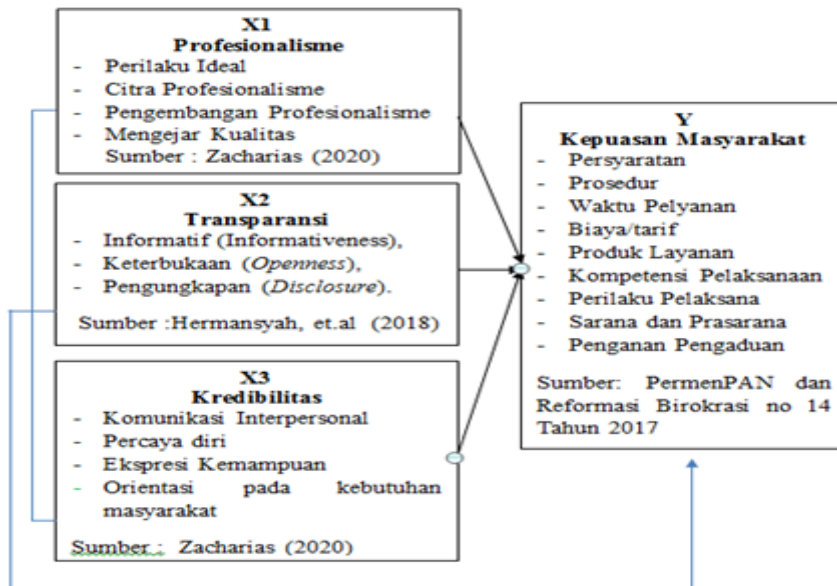 X1
Profesionalisme
- Perilaku Ideal
- Citra Profesionalisme
- Pengembangan Profesionalisme
- Mengejar Kualitas
Sumber : Zacharias (2020)
X2
Transparansi
- Informatif (Informativeness),
- Keterbukaan (Openness),
- Pengungkapan (Disclosure).
Sumber :Hermansyah, et.al (2018)
X3
Kredibilitas
- Komunikasi Interpersonal
- Percaya diri
- Ekspresi Kemampuan
- Orientasi pada kebutuhan
masyarakat
Sumber : Zacharias (2020)
Y
Kepuasan Masyarakat
- Persyaratan
- Prosedur
- Waktu Pelyanan
- Biaya/tarif
- Produk Layanan
- Kompetensi Pelaksanaan
- Perilaku Pelaksana
- Sarana dan Prasarana
- Penganan Pengaduan
Sumber: PermenPAN dan
Reformasi Birokrasi no 14
Tahun 2017